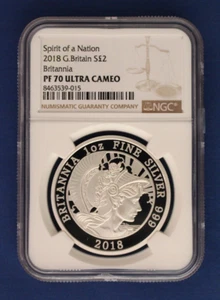 Spirit of a Nation
2018 G.Britain S$2
Britannia
PF 70 ULTRA CAMEO
8463539-015
NUMISMATIC GUARANTY COMPANY
NGC
BRITANNIA 1oz FINE SILVER 999
2018